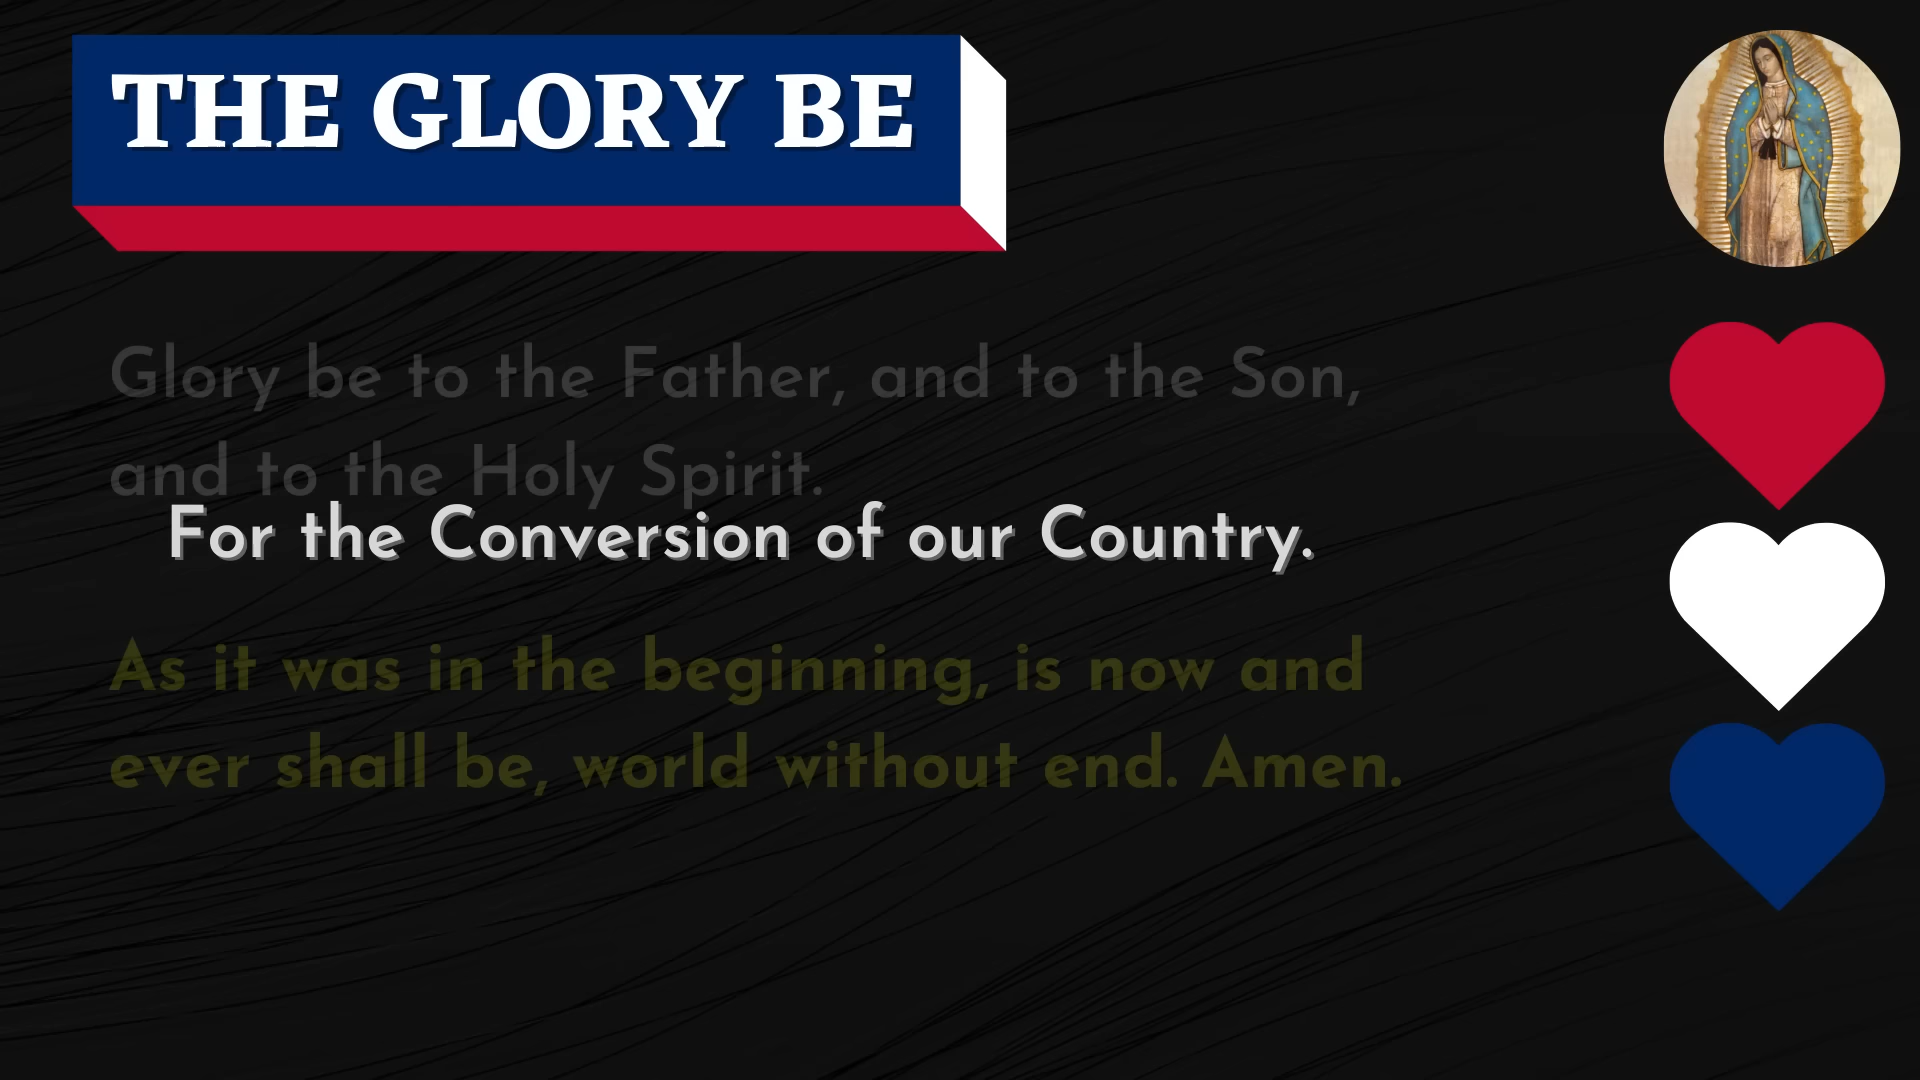 THE GLORY BE
Glory be to the Father, and to the Son,
and to the Holy Spirit.
For the Conversion of our Country.
As it was in the beginning, is now and
ever shall be, world without end. Amen.